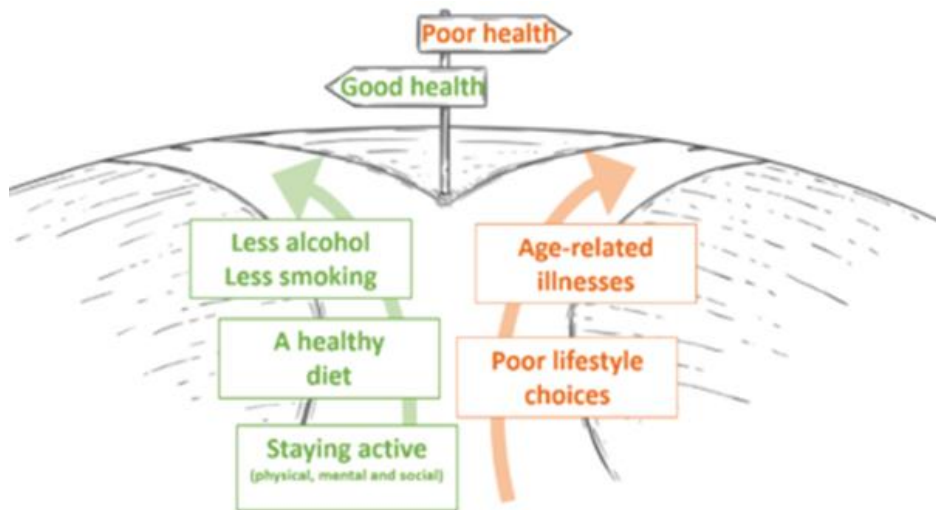 Poor health
Good health
Less alcohol
Less smoking
A healthy
diet
Staying active
(physical, mental and social)
Age-related
illnesses
Poor lifestyle
choices